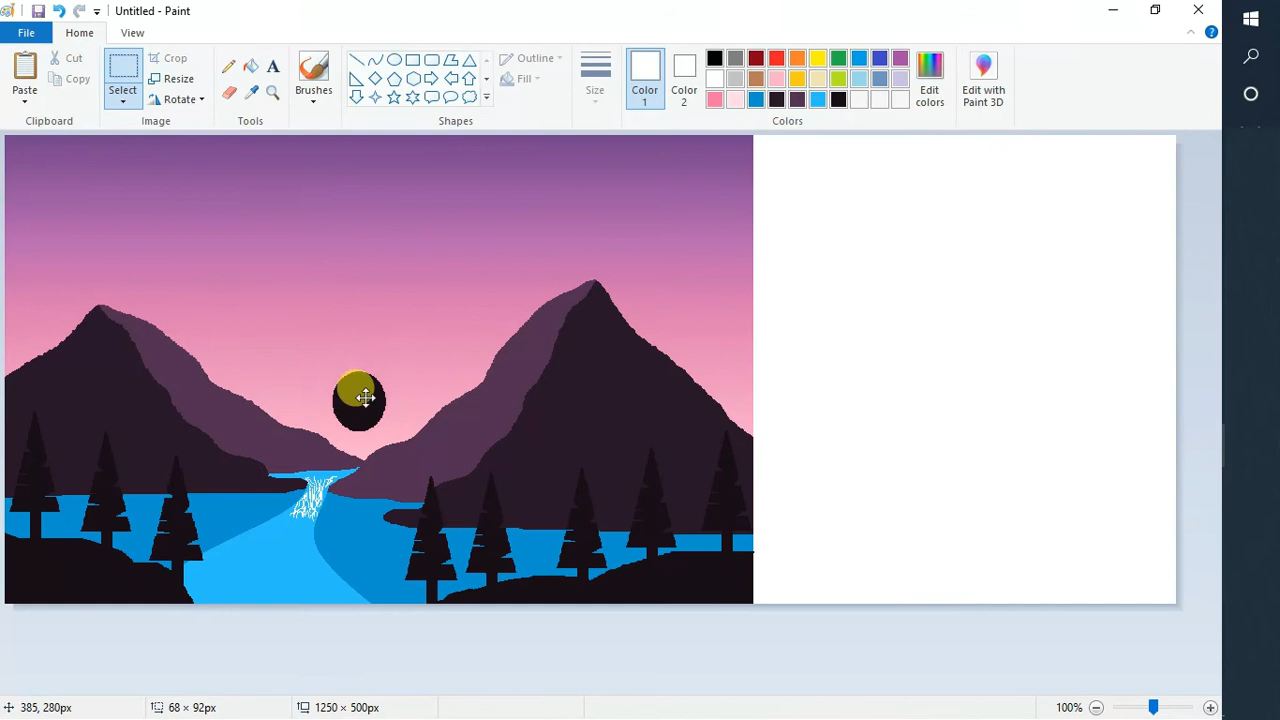 Untitled - Paint
File Home View
Paste
Cut
Copy
Clipboard
Select
Crop
Resize
Rotate
Image
A
Tools
Brushes
Outline
Fill
Shapes
Size
Color 1
Color 2
Edit colors
Edit with Paint 3D
Colors
385, 280px 68 × 92px 1250 × 500px 100%